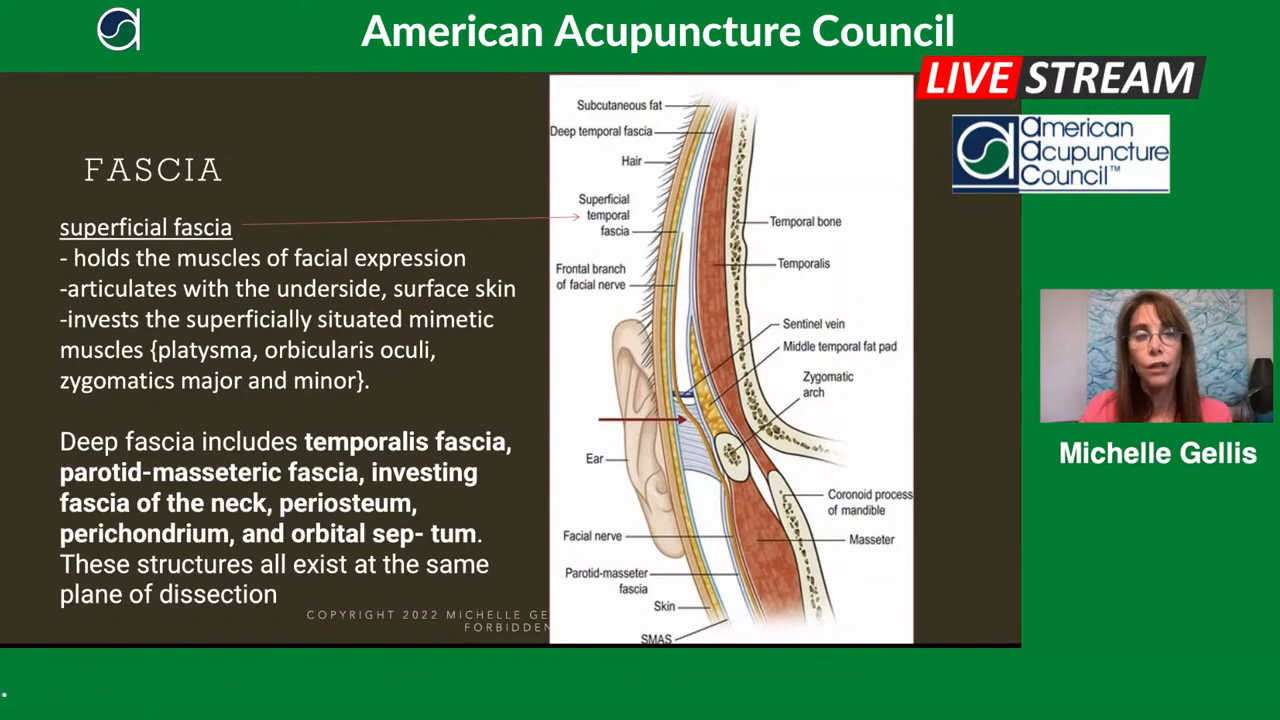 American Acupuncture Council
LIVE STREAM
american
acupuncture
council™
FASCIA
superficial fascia
- holds the muscles of facial expression
-articulates with the underside, surface skin
-invests the superficially situated mimetic
muscles {platysma, orbicularis oculi,
zygomatics major and minor}.
Deep fascia includes temporalis fascia,
parotid-masseteric fascia, investing
fascia of the neck, periosteum,
perichondrium, and orbital sep- tum.
These structures all exist at the same
plane of dissection
COPYRIGHT 2022 MICHELLE GE
FORBIDDEN
Subcutaneous fat
Deep temporal fascia
Hair
Superficial
temporal
fascia
Frontal branch
of facial nerve
Ear
Facial nerve
Parotid-masseter
fascia
Skin
SMAS
Temporal bone
Temporalis
Sentinel vein
Middle temporal fat pad
Zygomatic
arch
Coronoid process
of mandible
Masseter
Michelle Gellis
.